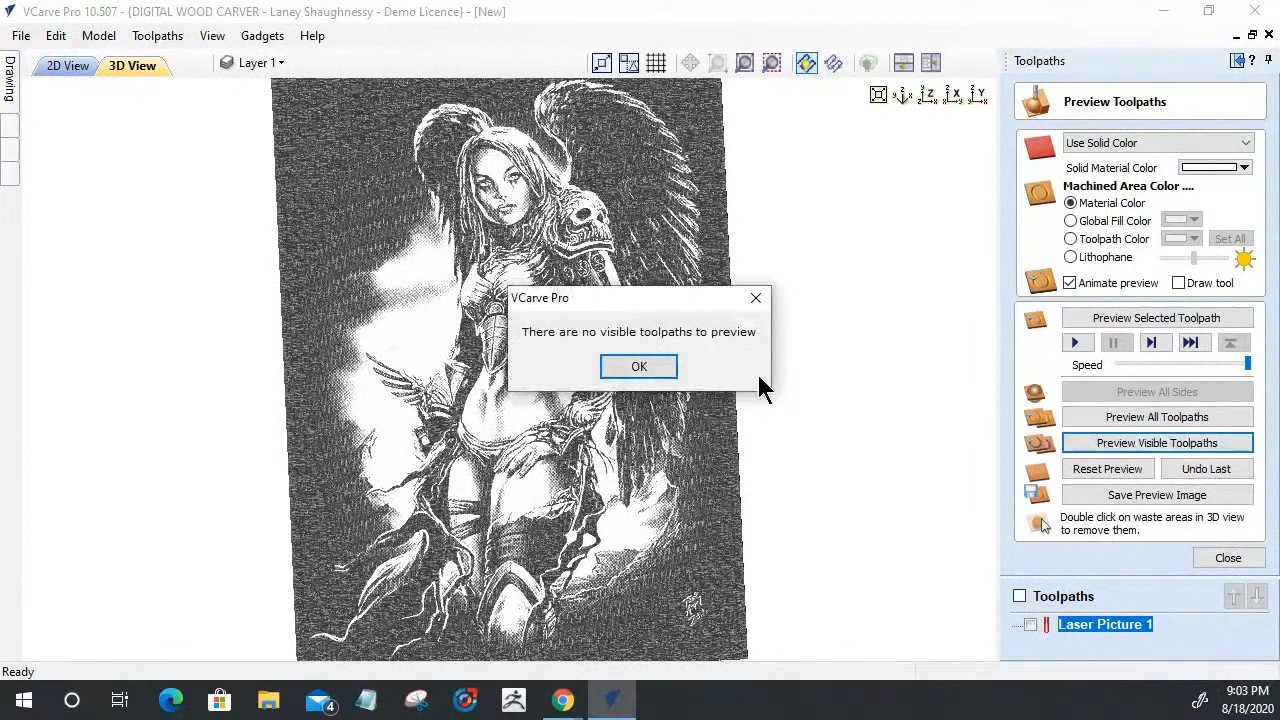 VCarve Pro 10.507 - {DIGITAL WOOD CARVER - Laney Shaughnessy - Demo Licence} - [New]
File Edit Model Toolpaths View Gadgets Help
Drawing
2D View 3D View Layer 1
Z X Y
VCarve Pro
There are no visible toolpaths to preview
OK
Toolpaths
Preview Toolpaths
Use Solid Color
Solid Material Color
Machined Area Color ....
Material Color
Global Fill Color
Toolpath Color Set All
Lithophane
Animate preview Draw tool
Preview Selected Toolpath
Speed
Preview All Sides
Preview All Toolpaths
Preview Visible Toolpaths
Reset Preview Undo Last
Save Preview Image
Double click on waste areas in 3D view
to remove them.
Close
Toolpaths
Laser Picture 1
Ready
4
9:03 PM
8/18/2020